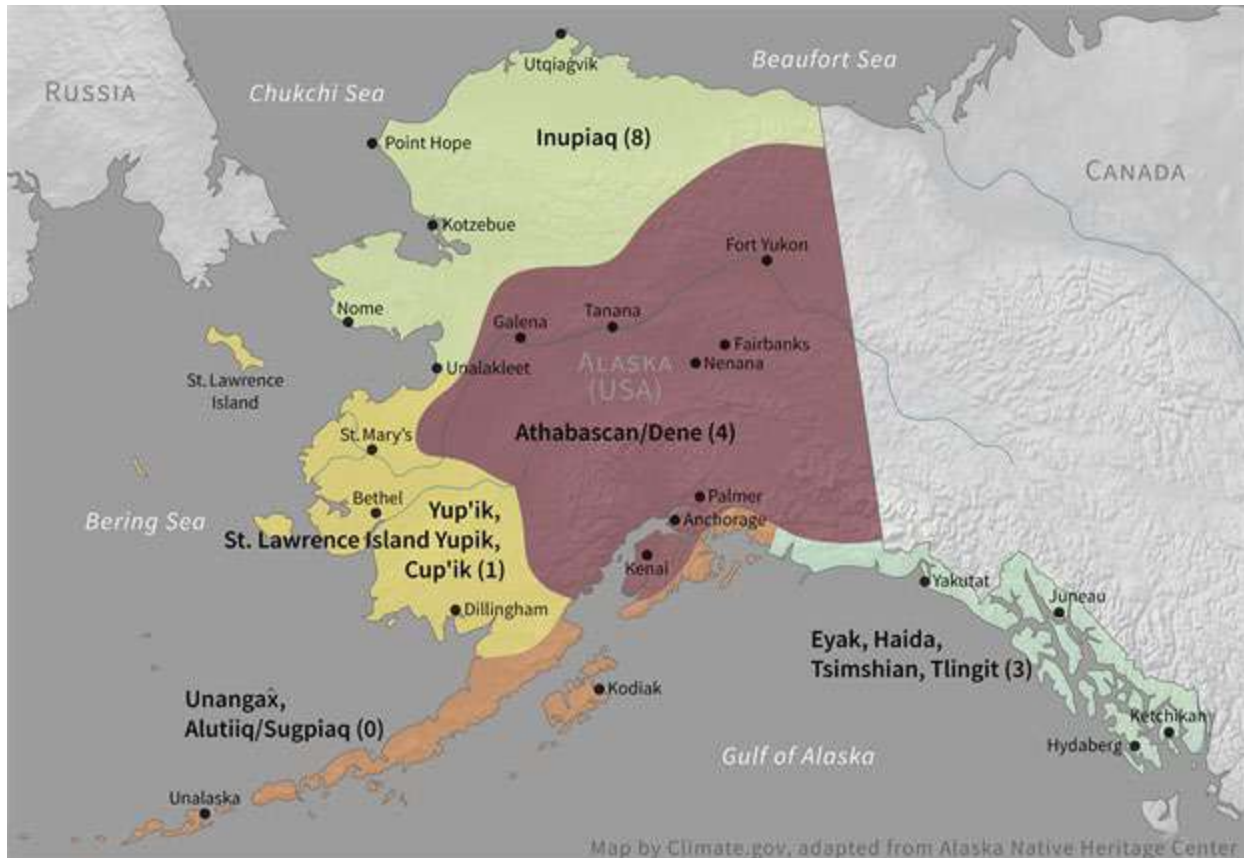 Utqiaġvik
Beaufort Sea
RUSSIA
Chukchi Sea
Point Hope
Inupiaq (8)
CANADA
Kotzebue
Fort Yukon
Nome
Galena
Tanana
Fairbanks
Nenana
ALASKA
(USA)
Unalakleet
St. Lawrence
Island
St. Mary's
Athabascan/Dene (4)
Bethel
Palmer
Anchorage
Bering Sea
Yup'ik,
St. Lawrence Island Yupik,
Cup'ik (1)
Kenai
Yakutat
Dillingham
Juneau
Eyak, Haida,
Tsimshian, Tlingit (3)
Unangax̂,
Alutiiq/Sugpiaq (0)
Kodiak
Ketchikan
Hydaberg
Gulf of Alaska
Unalaska
Map by Climate.gov, adapted from Alaska Native Heritage Center